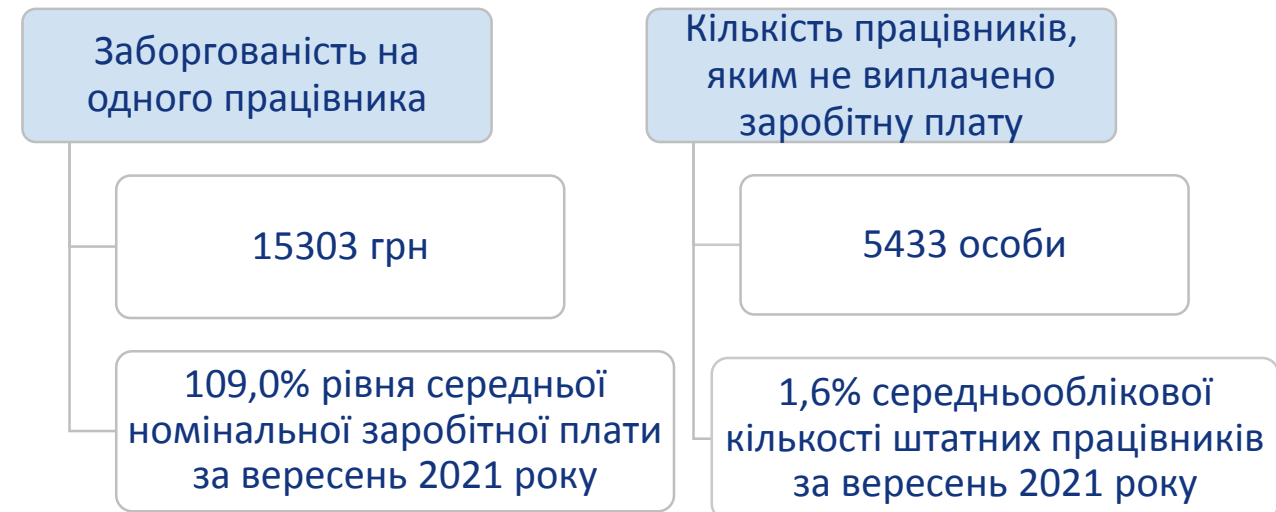 Заборгованість на
одного працівника
15303 грн
109,0% рівня середньої
номінальної заробітної плати
за вересень 2021 року
Кількість працівників,
яким не виплачено
заробітну плату
5433 особи
1,6% середньооблікової
кількості штатних працівників
за вересень 2021 року